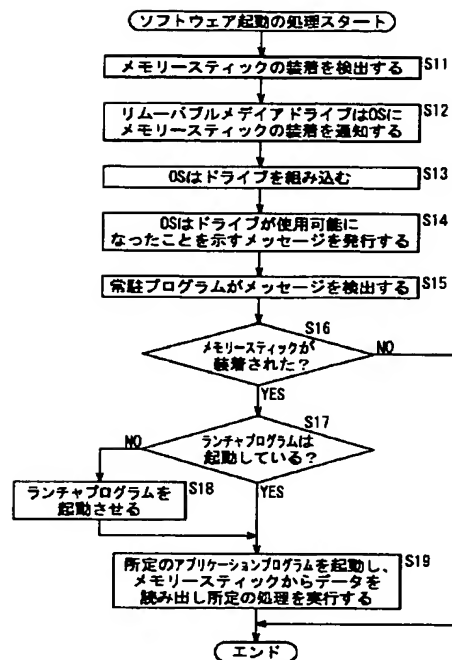 ソフトウェア起動の処理スタート
メモリースティックの装着を検出する
S11
S12
リムーバブルメデイアドライブはOSに
メモリースティックの装着を通知する
OSはドライブを組み込む
S13
OSはドライブが使用可能に
なったことを示すメッセージを発行する
S14
常駐プログラムがメッセージを検出する
S15
S16
メモリースティックが
装着された?
NO
YES
S17
NO
ランチャプログラムは
起動している?
YES
ランチャプログラムを
起動させる
S18
所定のアプリケーションプログラムを起動し、
メモリースティックからデータを
読み出し所定の処理を実行する
S19
エンド